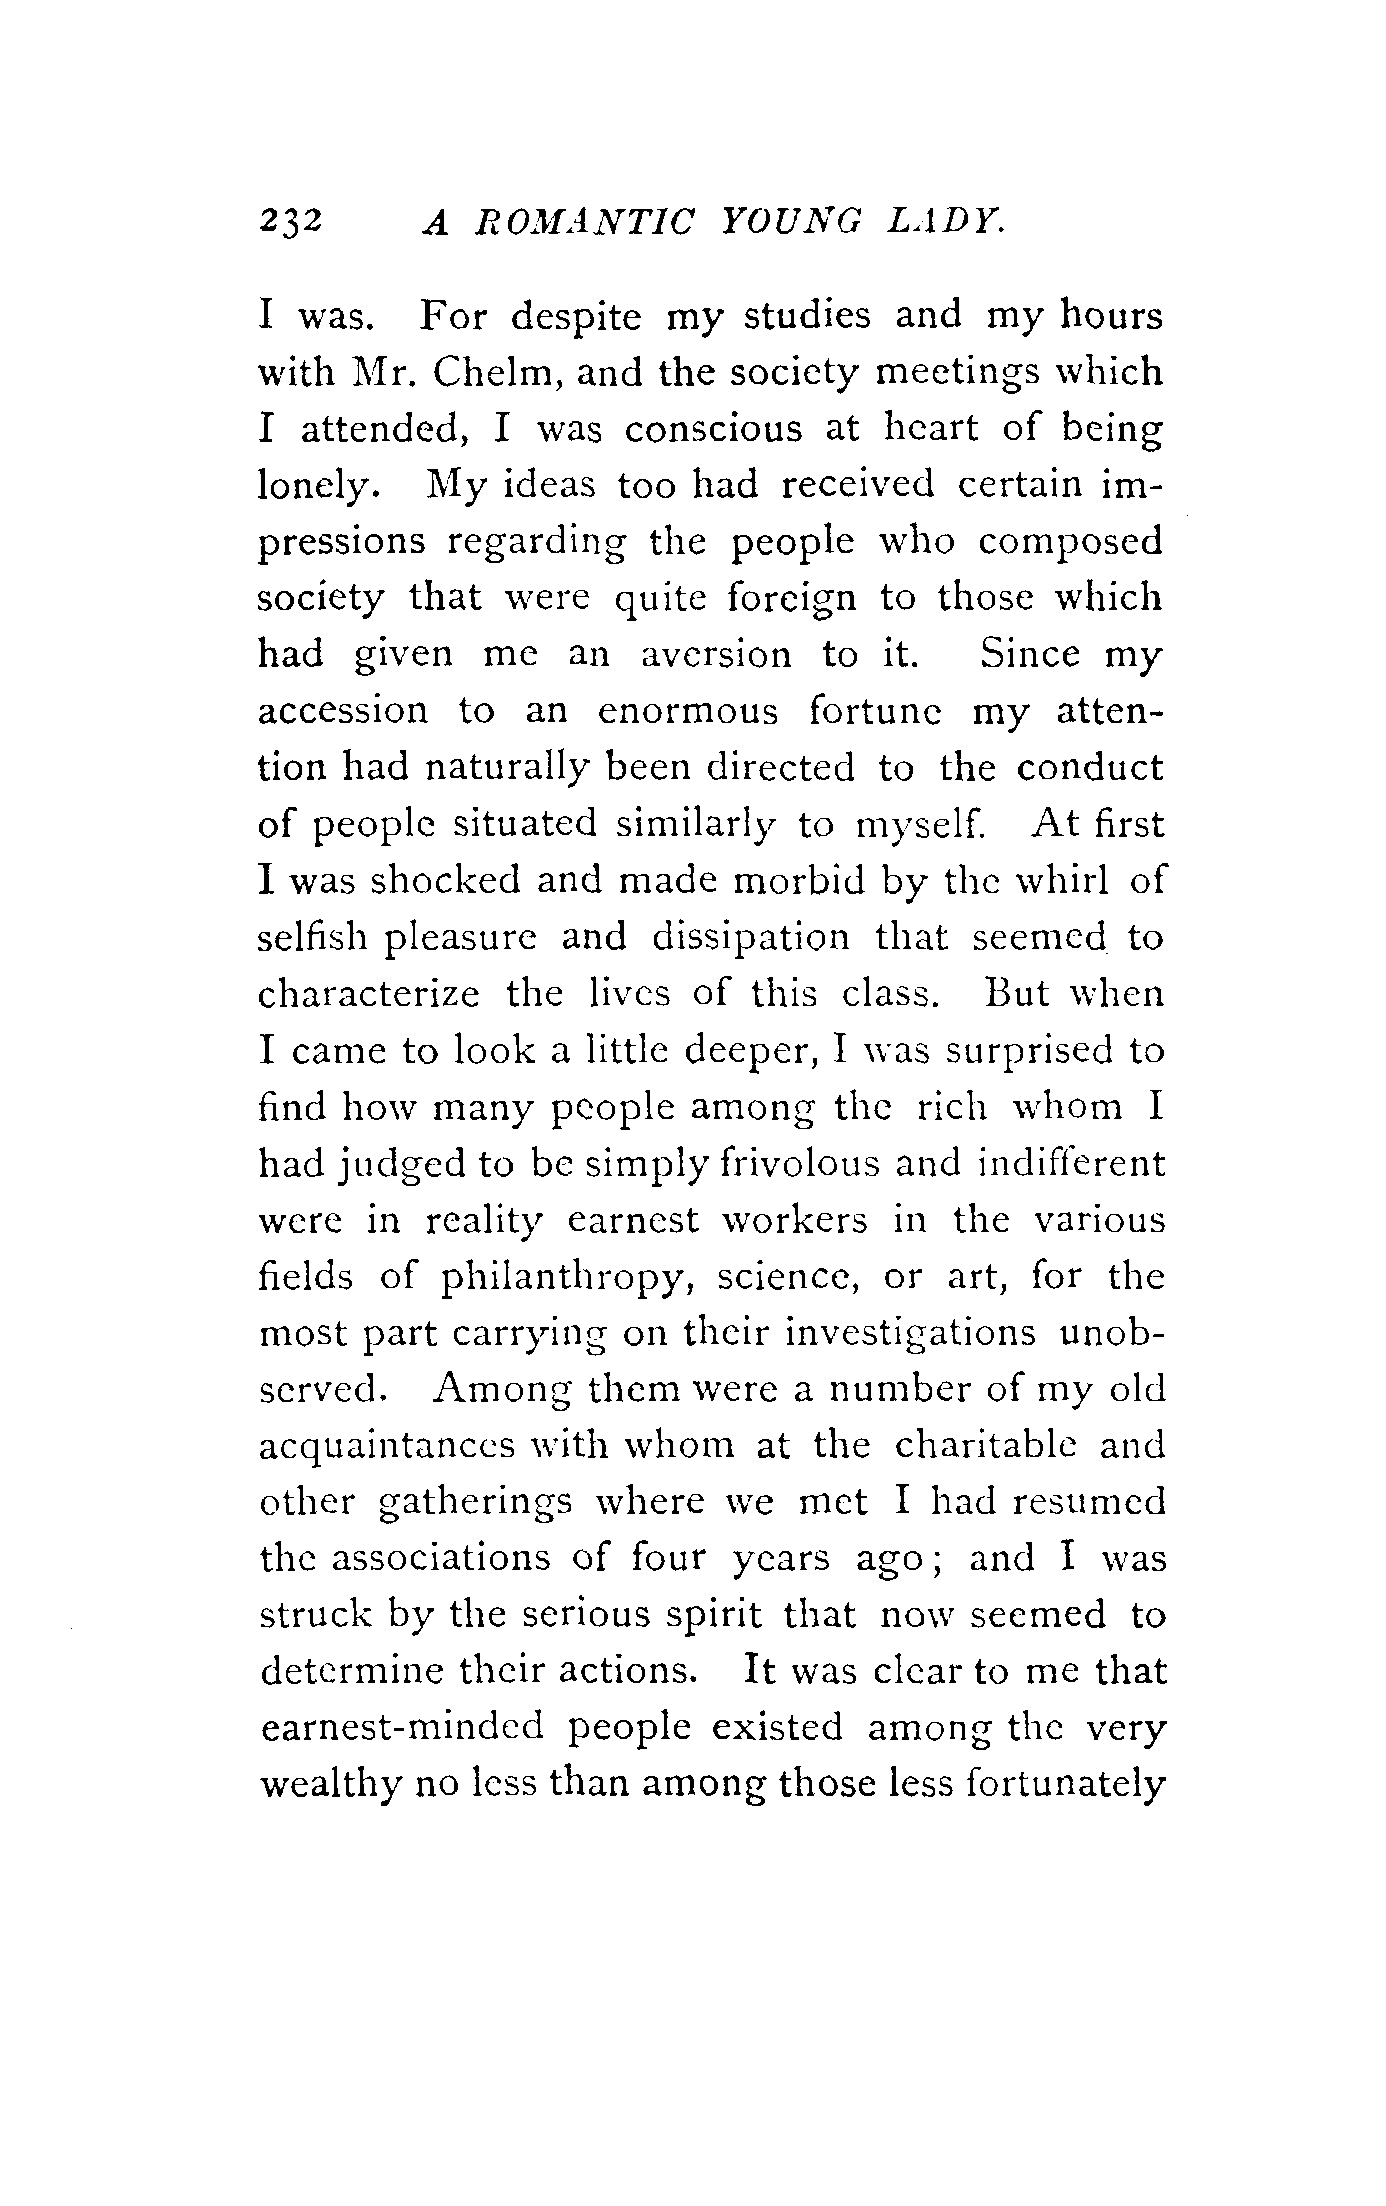 232 A ROMANTIC YOUNG LADY.
I was. For despite my studies and my hours
with Mr. Chelm, and the society meetings which
I attended, I was conscious at heart of being
lonely. My ideas too had received certain im-
pressions regarding the people who composed
society that were quite foreign to those which
had given me an aversion to it. Since my
accession to an enormous fortune my atten-
tion had naturally been directed to the conduct
of people situated similarly to myself. At first
I was shocked and made morbid by the whirl of
selfish pleasure and dissipation that seemed to
characterize the lives of this class. But when
I came to look a little deeper, I was surprised to
find how many people among the rich whom I
had judged to be simply frivolous and indifferent
were in reality earnest workers in the various
fields of philanthropy, science, or art, for the
most part carrying on their investigations unob-
served. Among them were a number of my old
acquaintances with whom at the charitable and
other gatherings where we met I had resumed
the associations of four years ago; and I was
struck by the serious spirit that now seemed to
determine their actions. It was clear to me that
earnest-minded people existed among the very
wealthy no less than among those less fortunately